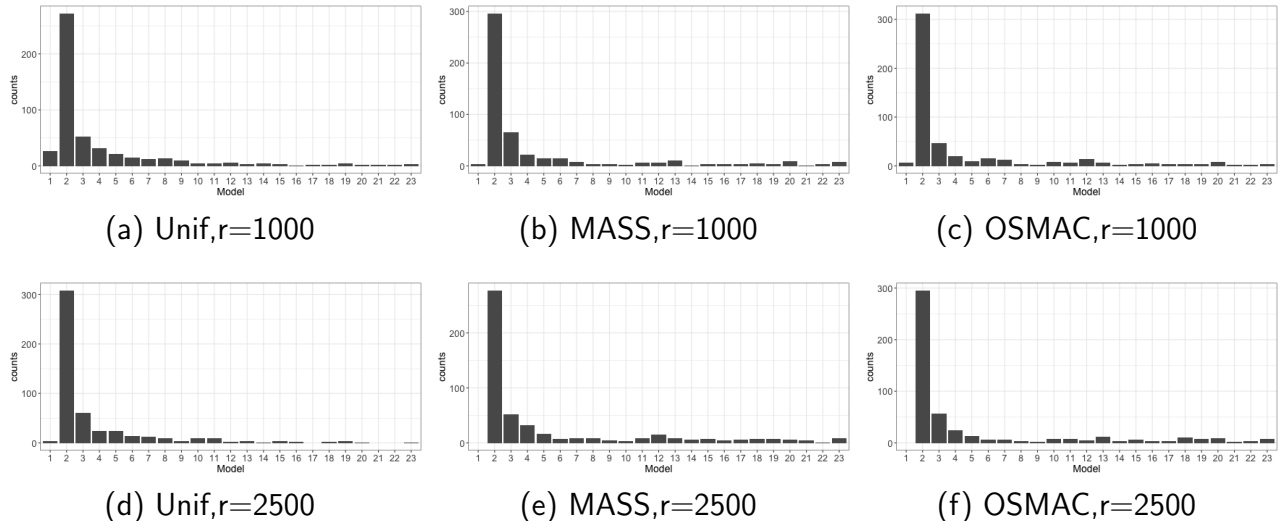 counts
200
100
0
1 2 3 4 5 6 7 8 9 10 11 12 13 14 15 16 17 18 19 20 21 22 23
Model
(a) Unif,r=1000
counts
300
200
100
0
1 2 3 4 5 6 7 8 9 10 11 12 13 14 15 16 17 18 19 20 21 22 23
Model
(b) MASS,r=1000
counts
300
200
100
0
1 2 3 4 5 6 7 8 9 10 11 12 13 14 15 16 17 18 19 20 21 22 23
Model
(c) OSMAC,r=1000
counts
300
200
100
0
1 2 3 4 5 6 7 8 9 10 11 12 13 14 15 16 17 18 19 20 21 22 23
Model
(d) Unif,r=2500
counts
200
100
0
1 2 3 4 5 6 7 8 9 10 11 12 13 14 15 16 17 18 19 20 21 22 23
Model
(e) MASS,r=2500
counts
300
200
100
0
1 2 3 4 5 6 7 8 9 10 11 12 13 14 15 16 17 18 19 20 21 22 23
Model
(f) OSMAC,r=2500